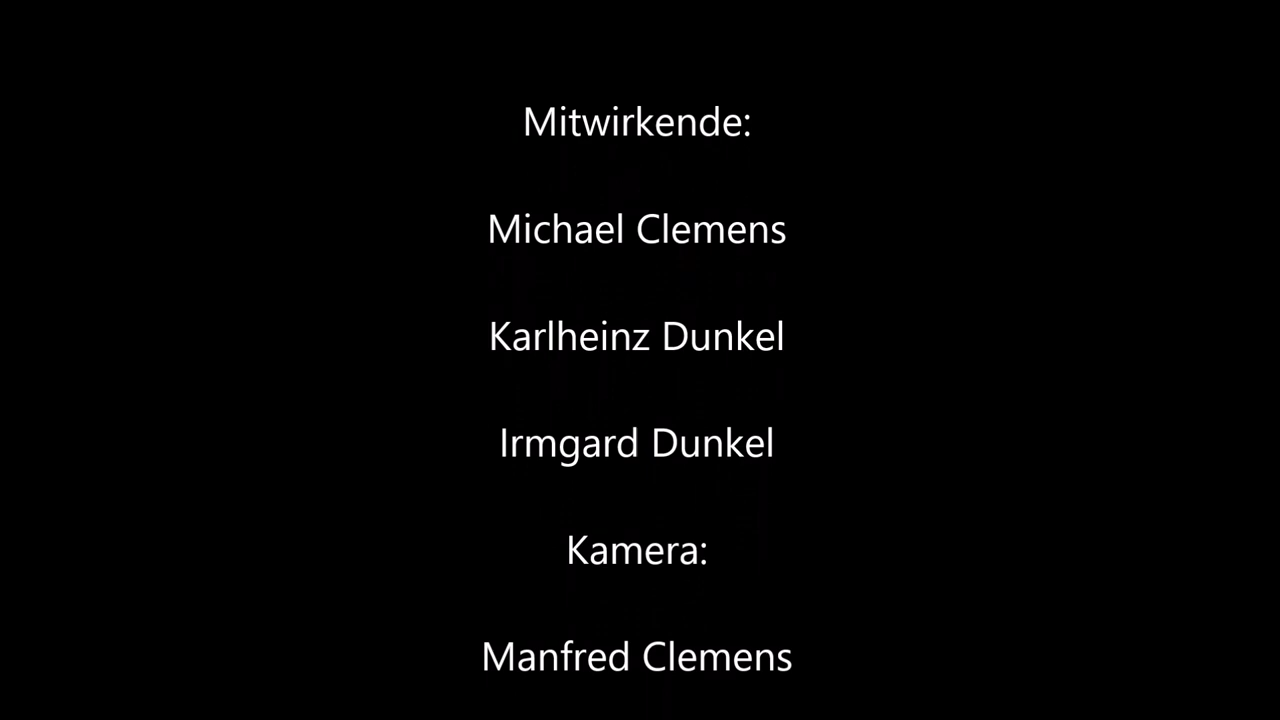 Mitwirkende:
Michael Clemens
Karlheinz Dunkel
Irmgard Dunkel
Kamera:
Manfred Clemens